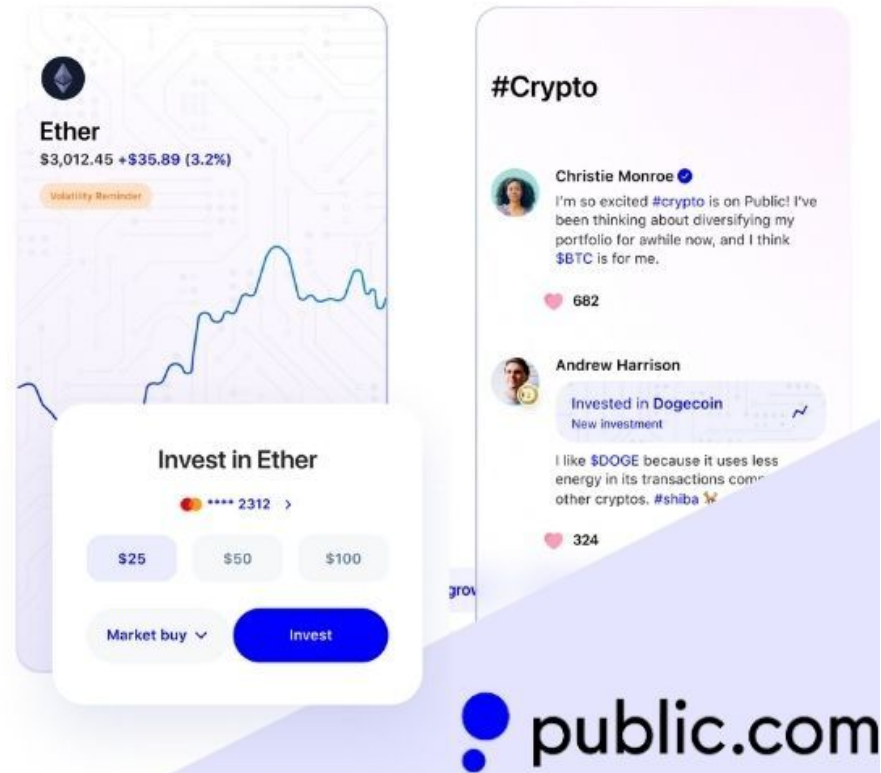 Ether
$3,012.45 +$35.89 (3.2%)
Volatility Reminder
Invest in Ether
**** 2312 >
$25 $50 $100
Market buy Invest
#Crypto
Christie Monroe
I'm so excited #crypto is on Public! I've
been thinking about diversifying my
portfolio for awhile now, and I think
$BTC is for me.
682
Andrew Harrison
Invested in Dogecoin
New investment
I like $DOGE because it uses less
energy in its transactions
other cryptos. #shiba
324
public.com